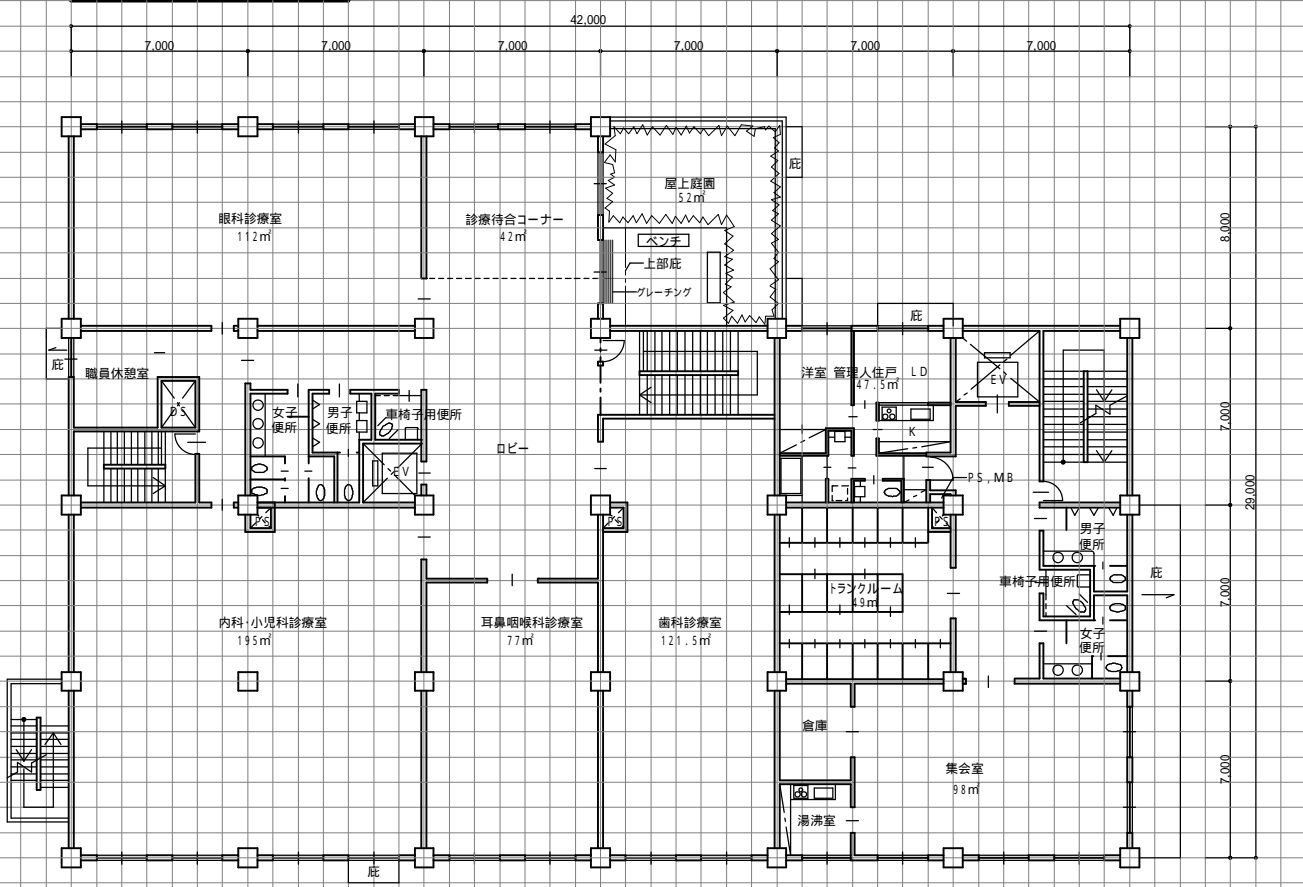 42,000
7,000 7,000 7,000 7,000 7,000 7,000
庇
屋上庭園
52㎡
眼科診療室
112㎡
診療待合コーナー
42㎡
ベンチ
上部庇
グレーチング
8,000
庇
庇
職員休憩室
洋室 管理人住戸 LD
47.5㎡
EV
DS
女子
便所
男子
便所
車椅子用便所
K
7,000
ロビー
EV
PS,MB
29,000
PS
PS
PS
男子
便所
庇
車椅子用便所
トランクルーム
49㎡
7,000
内科・小児科診療室
195㎡
耳鼻咽喉科診療室
77㎡
歯科診療室
121.5㎡
女子
便所
倉庫
集会室
98㎡
7,000
湯沸室
庇